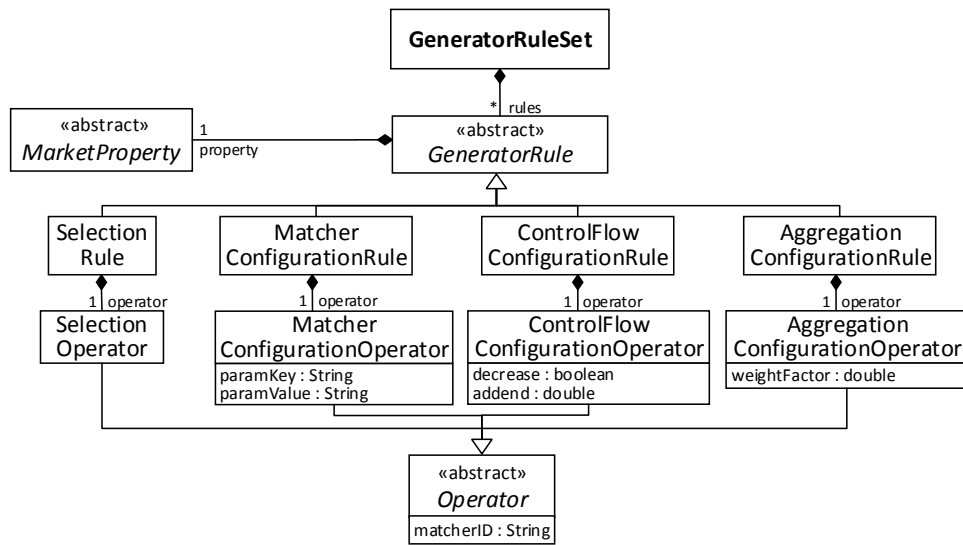 GeneratorRuleSet
* rules
«abstract»
MarketProperty
1
property
«abstract»
GeneratorRule
Selection
Rule
Matcher
ConfigurationRule
ControlFlow
ConfigurationRule
Aggregation
ConfigurationRule
1 operator
1 operator
1 operator
1 operator
Selection
Operator
Matcher
ConfigurationOperator
paramKey : String
paramValue : String
ControlFlow
ConfigurationOperator
decrease : boolean
addend : double
Aggregation
ConfigurationOperator
weightFactor : double
«abstract»
Operator
matcherID : String